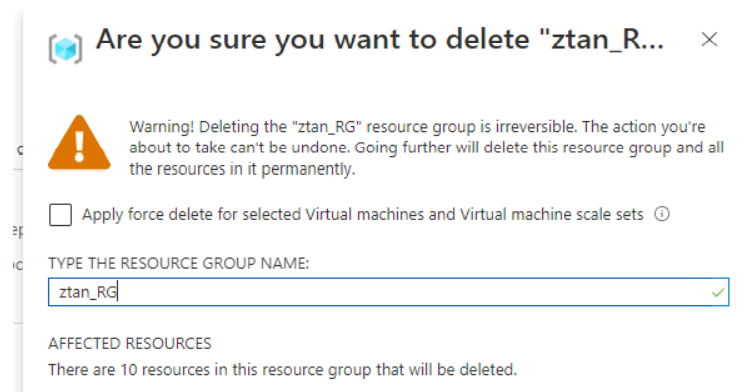 Are you sure you want to delete "ztan_R...
Warning! Deleting the "ztan_RG" resource group is irreversible. The action you're
about to take can't be undone. Going further will delete this resource group and all
the resources in it permanently.
Apply force delete for selected Virtual machines and Virtual machine scale sets
TYPE THE RESOURCE GROUP NAME:
ztan_RG
AFFECTED RESOURCES
There are 10 resources in this resource group that will be deleted.